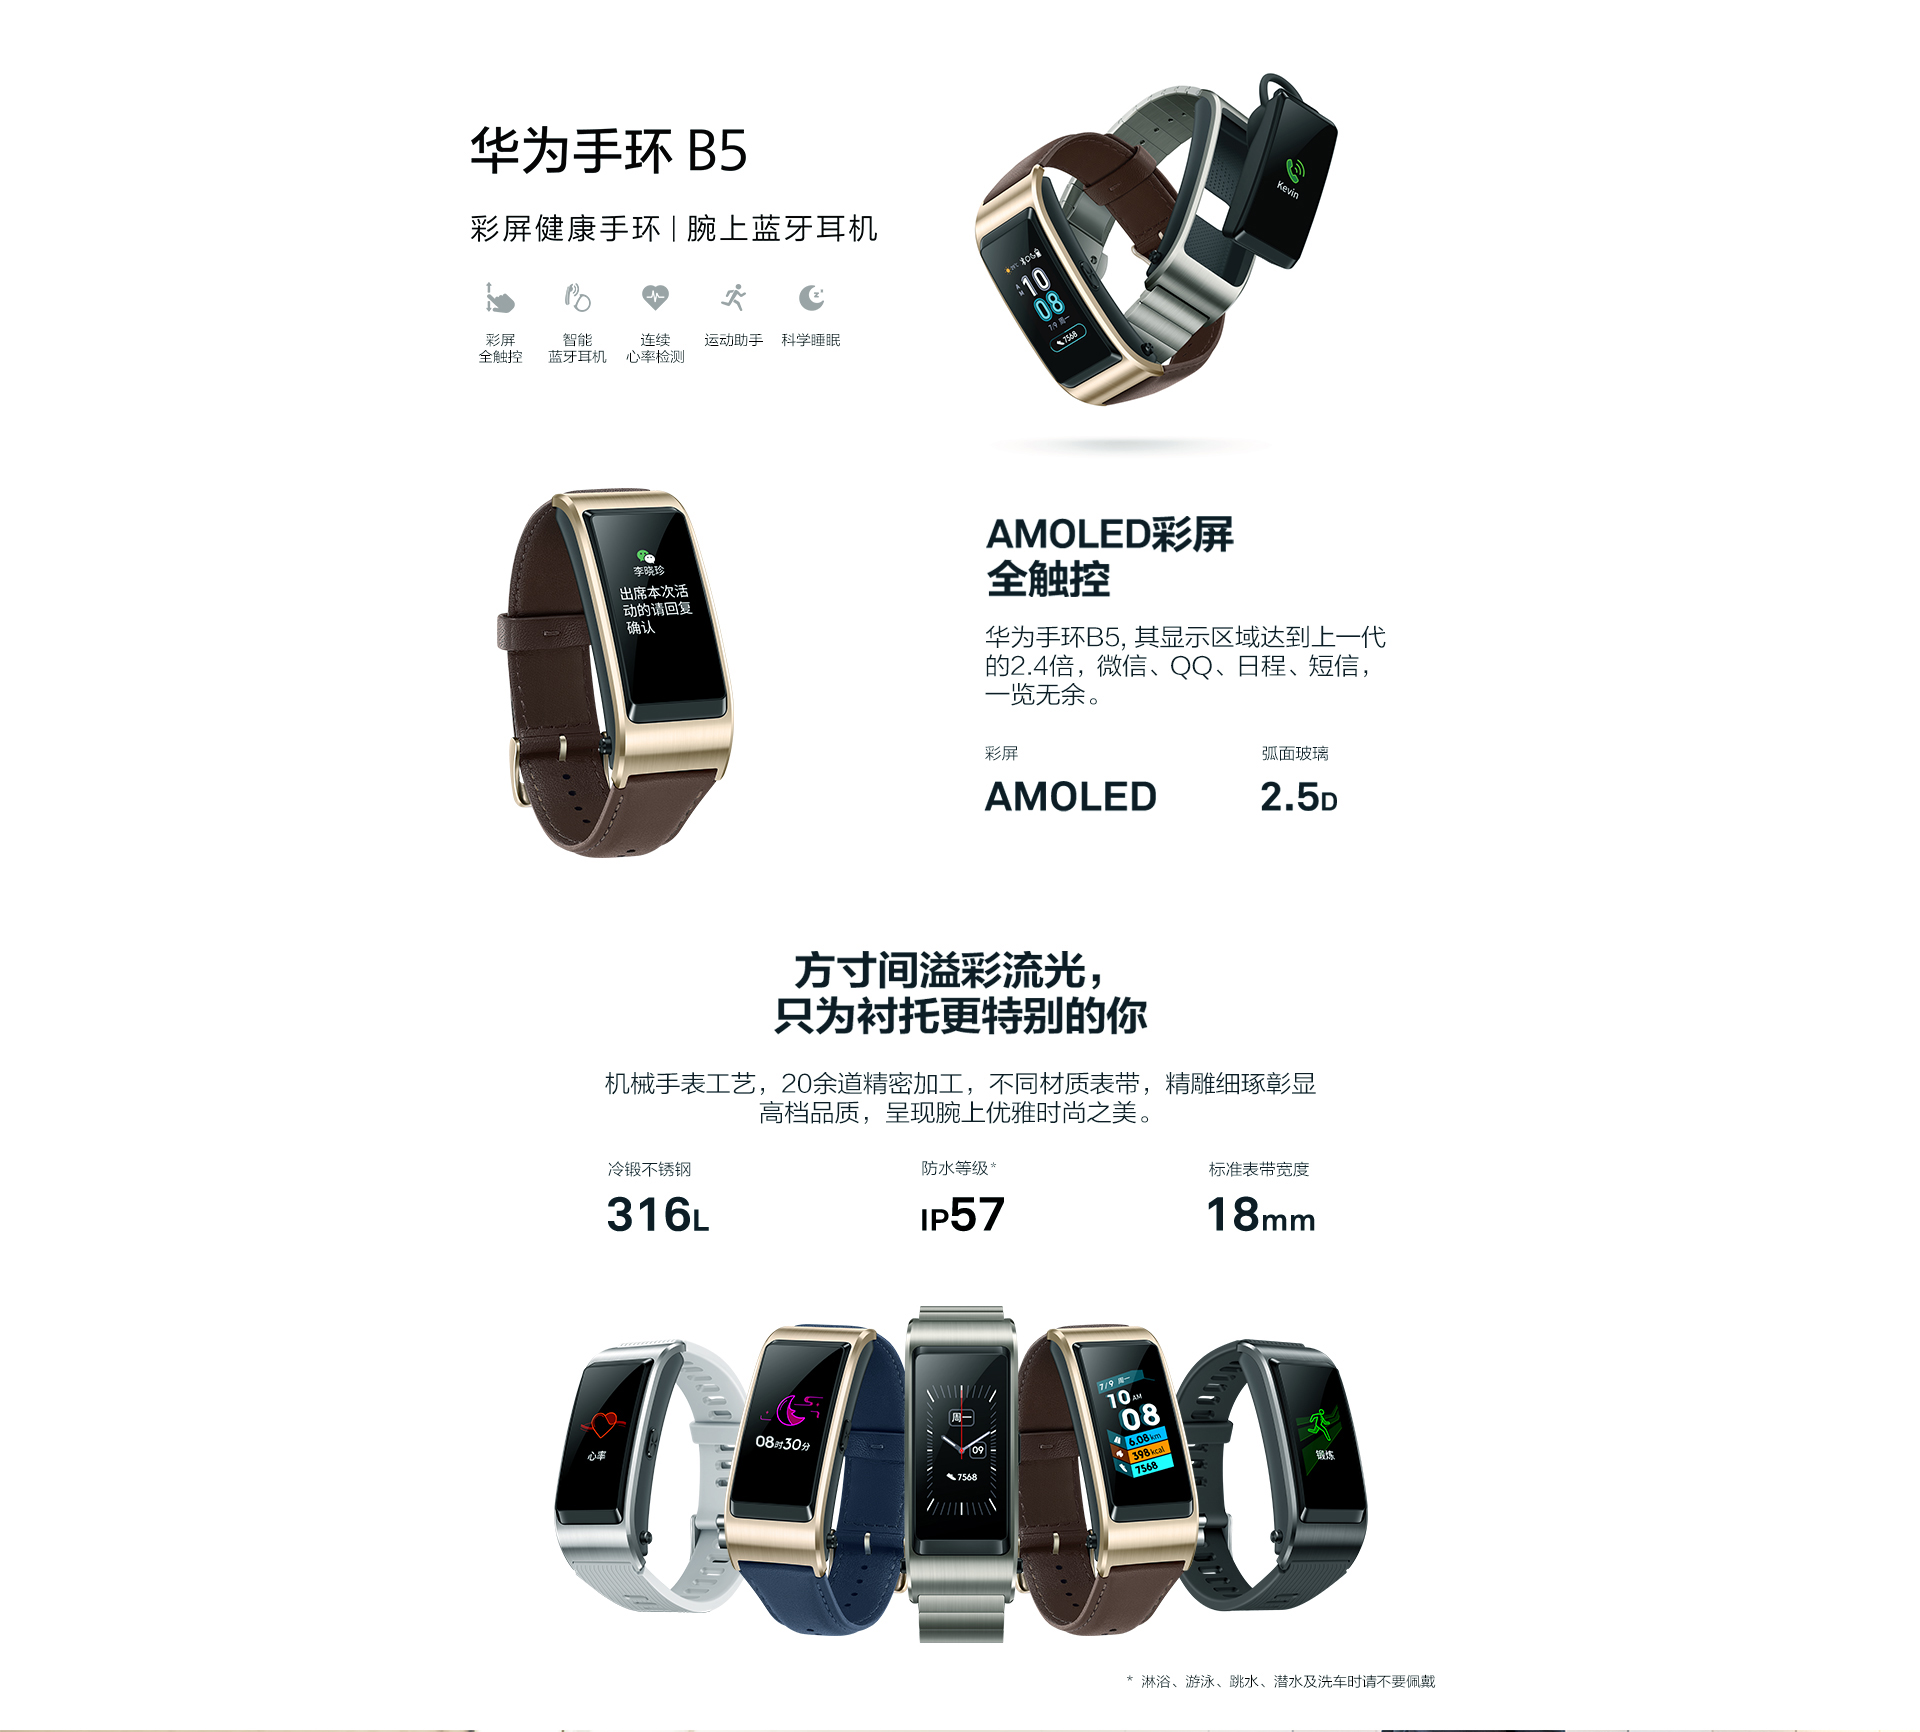 华为手环 B5
彩屏健康手环 | 腕上蓝牙耳机
彩屏
全触控
智能
蓝牙耳机
连续
心率检测
运动助手
科学睡眠
Kevin
AM
10
08
7/9 周一
7568
李晓珍
出席本次活
动的请回复
确认
AMOLED彩屏
全触控
华为手环B5, 其显示区域达到上一代
的2.4倍，微信、QQ、日程、短信，
一览无余。
彩屏
AMOLED
弧面玻璃
2.5D
方寸间溢彩流光，
只为衬托更特别的你
机械手表工艺，20余道精密加工，不同材质表带，精雕细琢彰显
高档品质，呈现腕上优雅时尚之美。
冷锻不锈钢
316L
防水等级*
IP57
标准表带宽度
18mm
心率
08时30分
周一
09
7568
7/9 周一
10 AM
08
6.08 km
398 kcal
7568
锻炼
* 淋浴、游泳、跳水、潜水及洗车时请不要佩戴